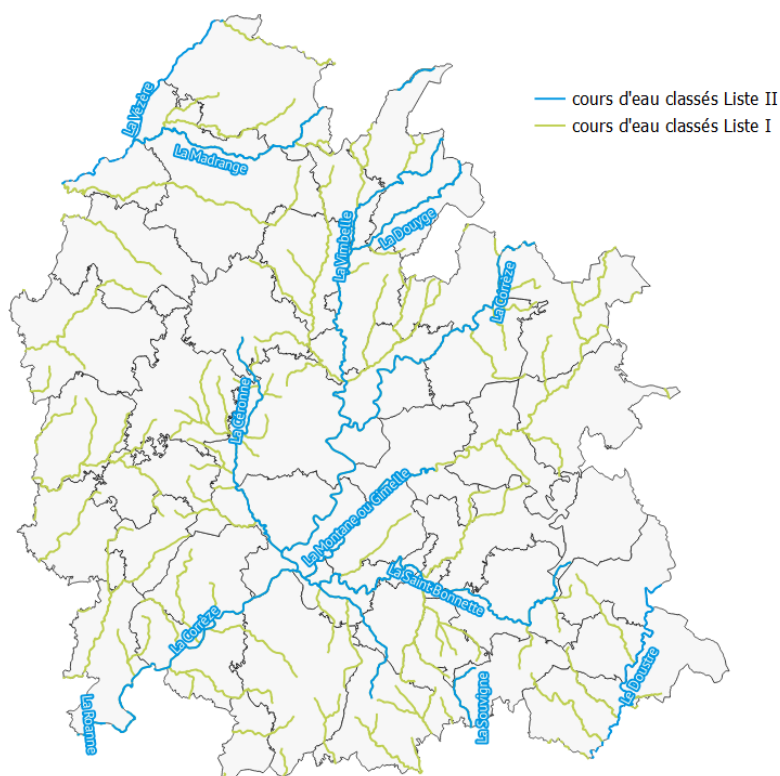 cours d'eau classés Liste II
cours d'eau classés Liste I
La Vézère
La Madrange
La Vimbelle
La Douyge
La Corrèze
La Céronne
La Montane ou Gimelle
La Saint-Bonnette
La Corrèze
La Doustre
La Souvigne
La Roanne